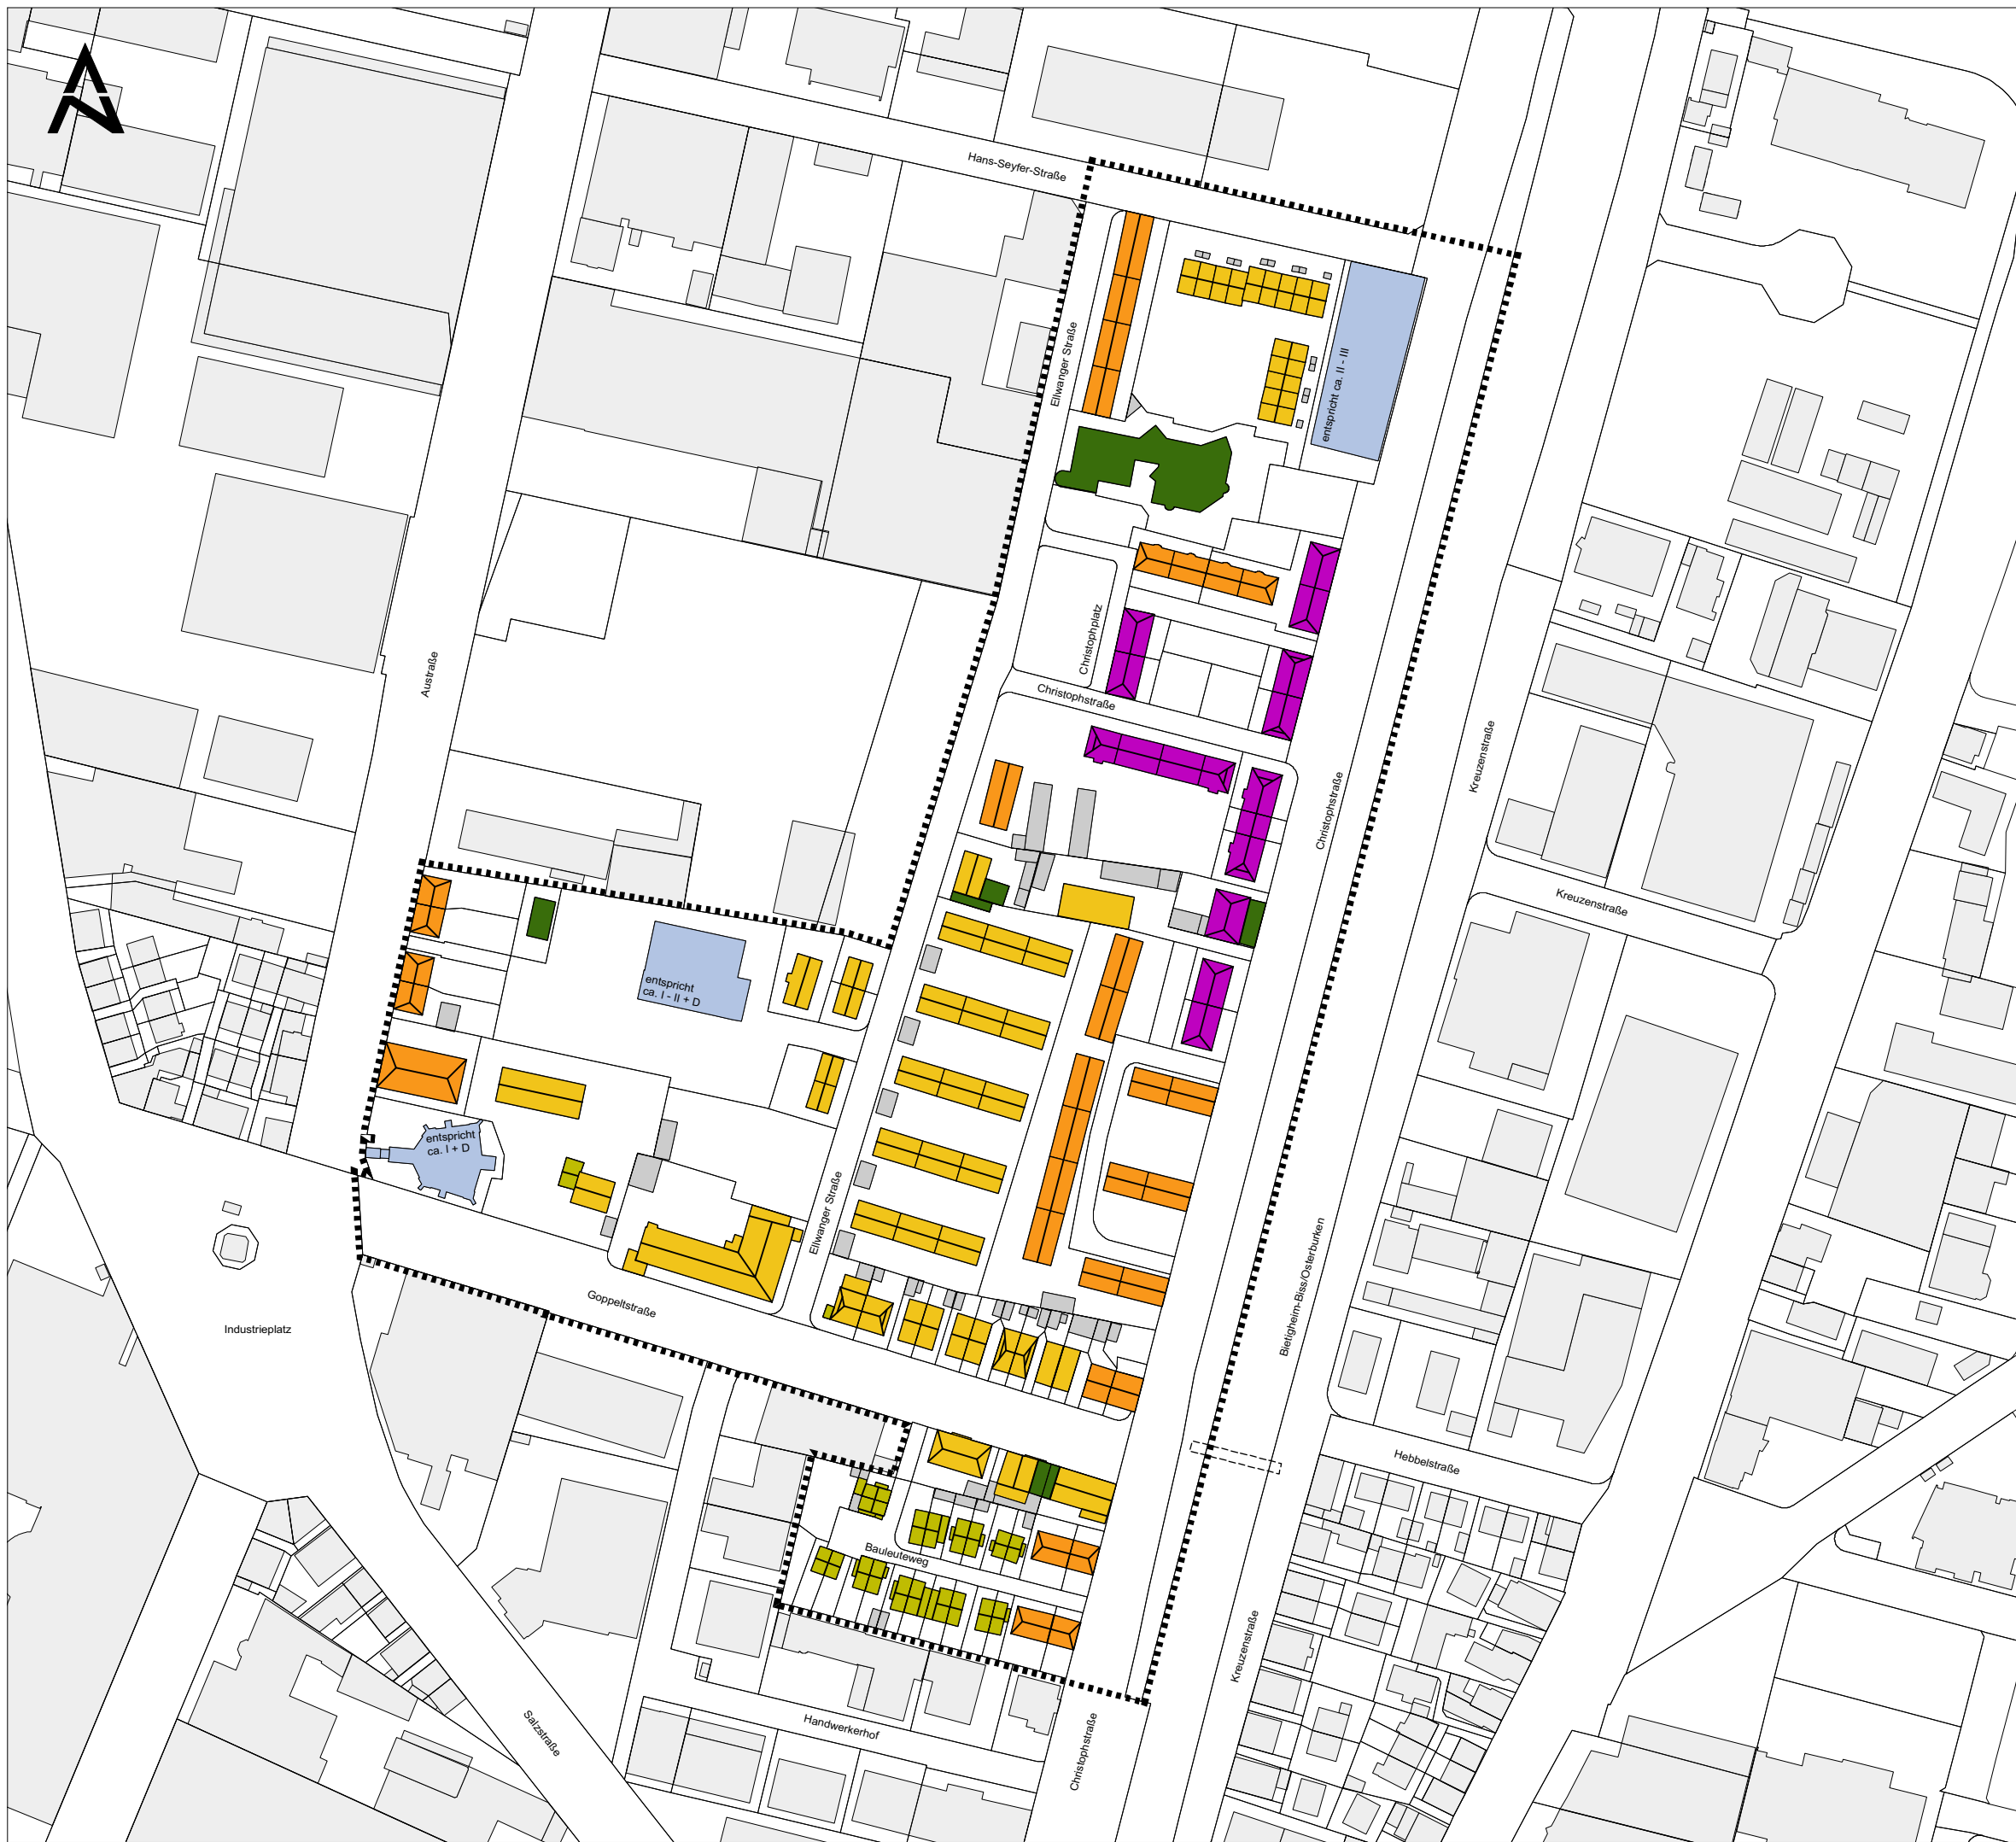 Hans-Seyfer-Straße
Ellwanger Straße
entspricht ca. II - III
Christophplatz
Christophstraße
Austraße
Kreuzenstraße
Christophstraße
Kreuzenstraße
entspricht
ca. I - II + D
entspricht
ca. I + D
Ellwanger Straße
Bietigheim-Biss/Osterburken
Goppeltstraße
Industrieplatz
Hebbelstraße
Bauleuteweg
Kreuzenstraße
Salzstraße
Handwerkerhof
Christophstraße